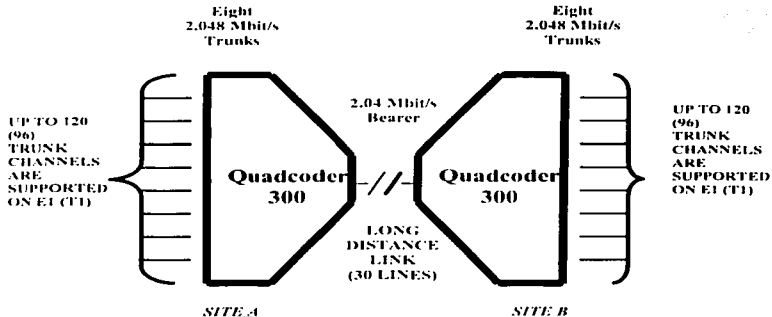 Eight
2.048 Mbit/s
Trunks
Eight
2.048 Mbit/s
Trunks
UP TO 120
(96)
TRUNK
CHANNELS
ARE
SUPPORTED
ON E1 (T1)
Quadcoder
300
2.04 Mbit/s
Bearer
LONG
DISTANCE
LINK
(30 LINES)
Quadcoder
300
UP TO 120
(96)
TRUNK
CHANNELS
ARE
SUPPORTED
ON E1 (T1)
SITE A
SITE B